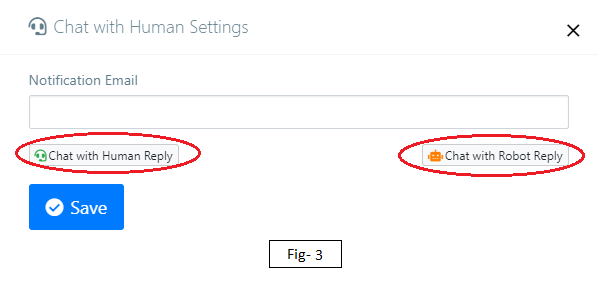 Chat with Human Settings
Notification Email
Chat with Human Reply
Chat with Robot Reply
Save
Fig- 3